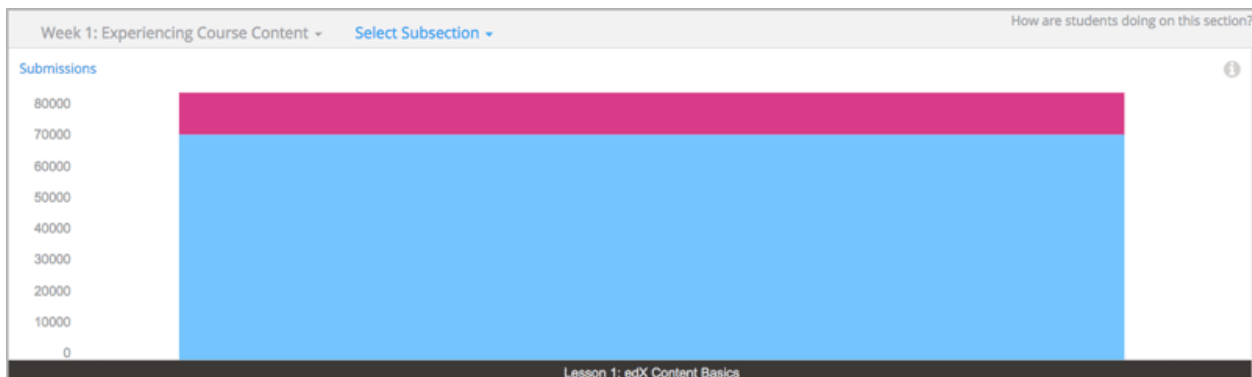 How are students doing on this section?
Week 1: Experiencing Course Content Select Subsection
Submissions
80000
70000
60000
50000
40000
30000
20000
10000
0
Lesson 1: edX Content Basics